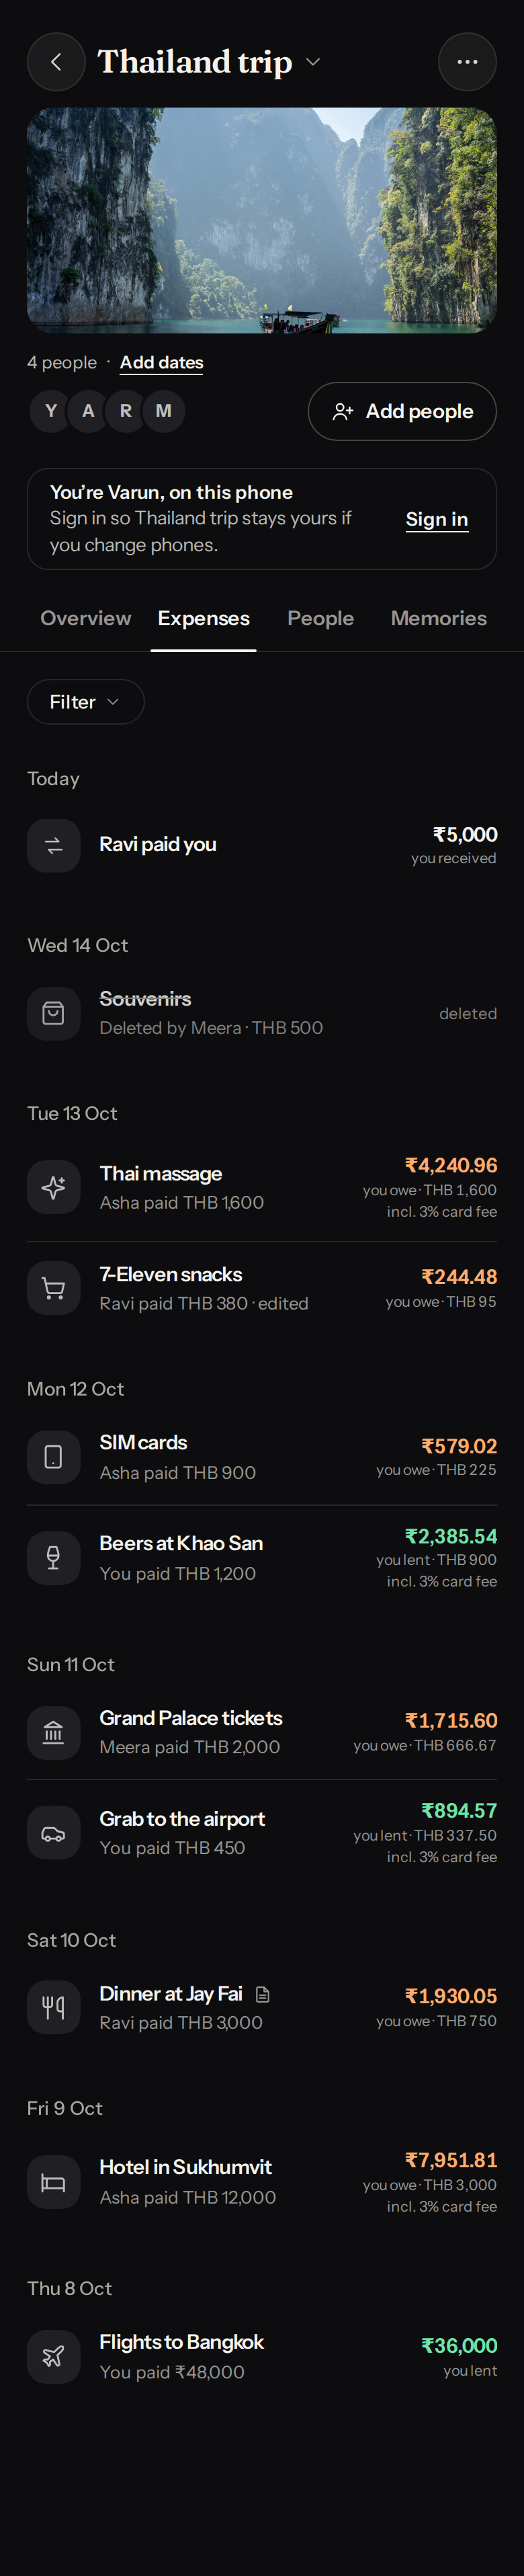 Thailand trip
4 people · Add dates
Y A R M
Add people
You're Varun, on this phone
Sign in so Thailand trip stays yours if
you change phones.
Sign in
Overview Expenses People Memories
Filter
Today
Ravi paid you
₹5,000
you received
Wed 14 Oct
Souvenirs
Deleted by Meera · THB 500
deleted
Tue 13 Oct
Thai massage
Asha paid THB 1,600
₹4,240.96
you owe · THB 1,600
incl. 3% card fee
7-Eleven snacks
Ravi paid THB 380 · edited
₹244.48
you owe · THB 95
Mon 12 Oct
SIM cards
Asha paid THB 900
₹579.02
you owe · THB 225
Beers at Khao San
You paid THB 1,200
₹2,385.54
you lent · THB 900
incl. 3% card fee
Sun 11 Oct
Grand Palace tickets
Meera paid THB 2,000
₹1,715.60
you owe · THB 666.67
Grab to the airport
You paid THB 450
₹894.57
you lent · THB 337.50
incl. 3% card fee
Sat 10 Oct
Dinner at Jay Fai
Ravi paid THB 3,000
₹1,930.05
you owe · THB 750
Fri 9 Oct
Hotel in Sukhumvit
Asha paid THB 12,000
₹7,951.81
you owe · THB 3,000
incl. 3% card fee
Thu 8 Oct
Flights to Bangkok
You paid ₹48,000
₹36,000
you lent